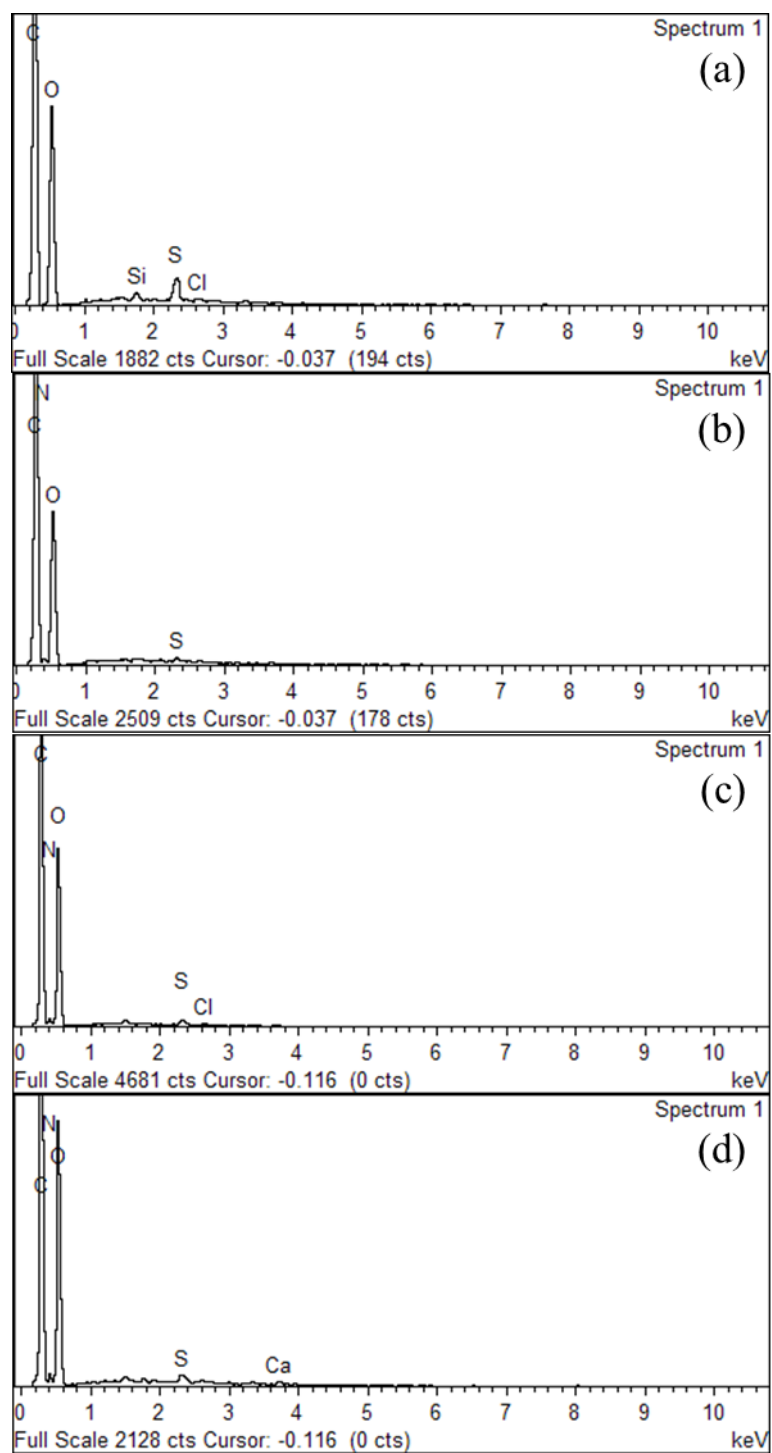 Spectrum 1
C
(a)
O
Si
S
Cl
0 1 2 3 4 5 6 7 8 9 10
Full Scale 1882 cts Cursor: -0.037 (194 cts) keV
Spectrum 1
N
C
(b)
O
S
0 1 2 3 4 5 6 7 8 9 10
Full Scale 2509 cts Cursor: -0.037 (178 cts) keV
Spectrum 1
C
(c)
O
N
S
Cl
0 1 2 3 4 5 6 7 8 9 10
Full Scale 4681 cts Cursor: -0.116 (0 cts) keV
Spectrum 1
N
(d)
O
C
S
Ca
0 1 2 3 4 5 6 7 8 9 10
Full Scale 2128 cts Cursor: -0.116 (0 cts) keV